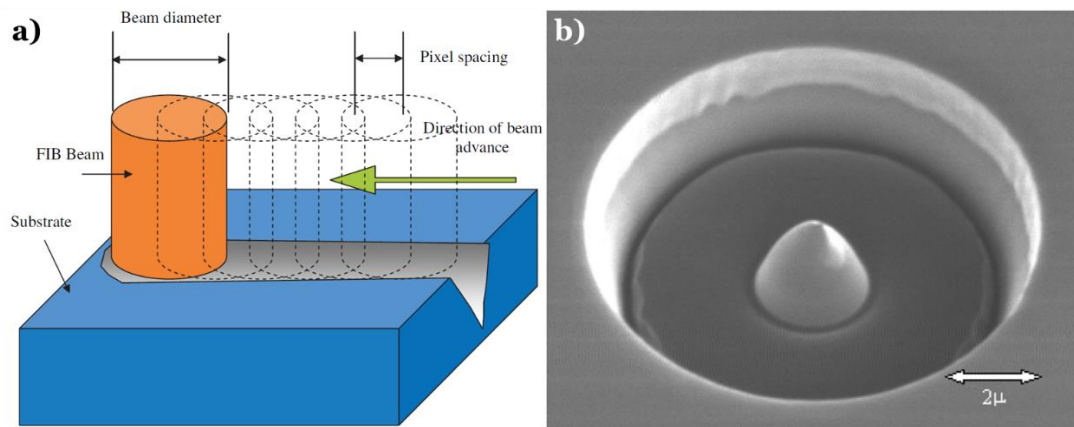 a)
Beam diameter
Pixel spacing
Direction of beam
advance
FIB Beam
Substrate
b)
2μ